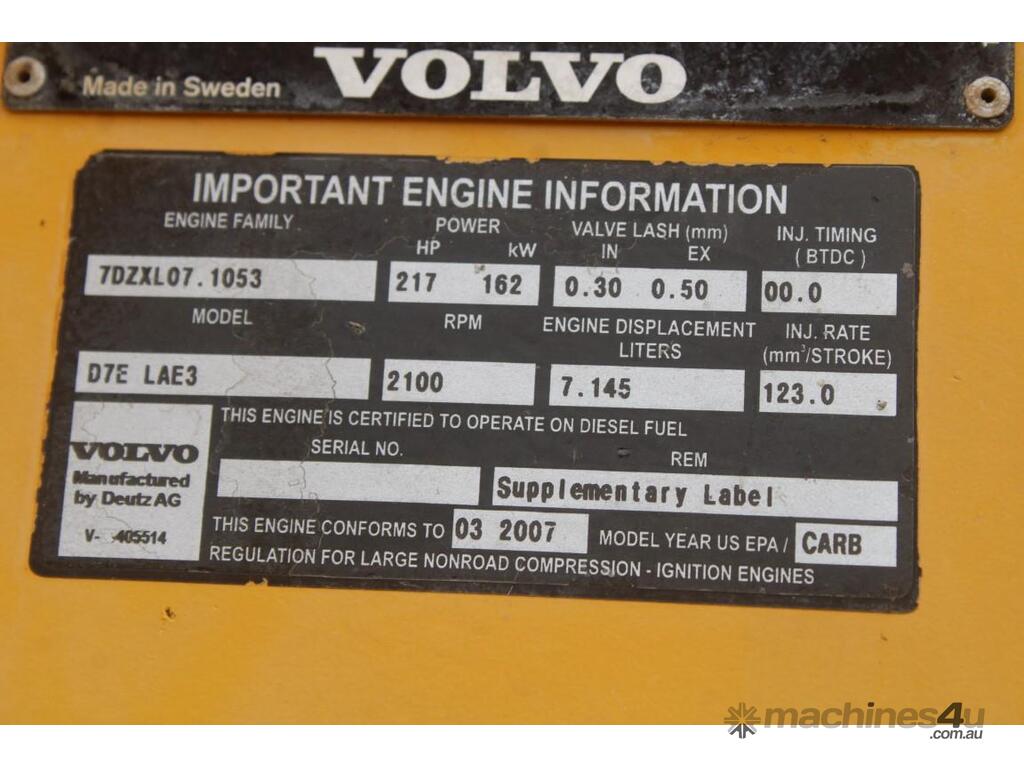 Made in Sweden VOLVO
IMPORTANT ENGINE INFORMATION
ENGINE FAMILY POWER VALVE LASH (mm) INJ. TIMING
HP kW IN EX ( BTDC )
7DZXL07.1053 217 162 0.30 0.50 00.0
MODEL RPM ENGINE DISPLACEMENT INJ. RATE
LITERS (mm³/STROKE)
D7E LAE3 2100 7.145 123.0
THIS ENGINE IS CERTIFIED TO OPERATE ON DIESEL FUEL
SERIAL NO. REM
VOLVO
Manufactured
by Deutz AG
V- 405514
Supplementary Label
THIS ENGINE CONFORMS TO 03 2007 MODEL YEAR US EPA / CARB
REGULATION FOR LARGE NONROAD COMPRESSION - IGNITION ENGINES
machines4u
.com.au